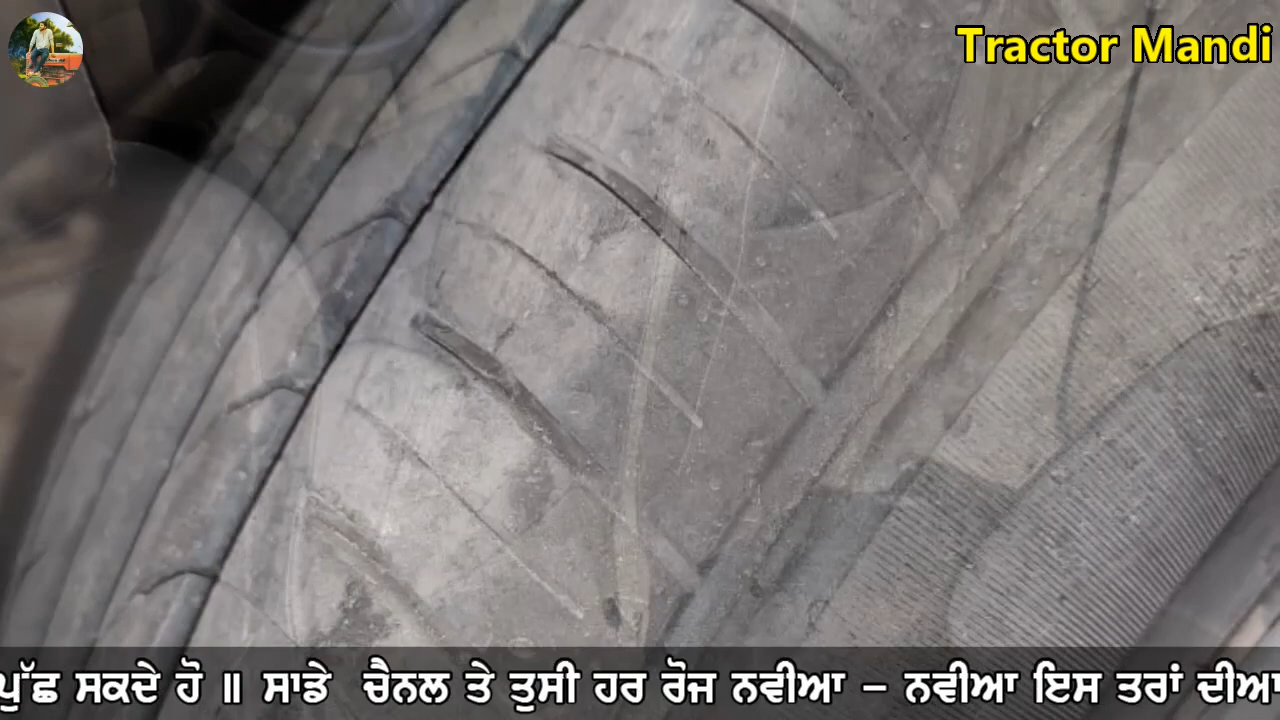 Tractor Mandi
ਪੁੱਛ ਸਕਦੇ ਹੋ ॥ ਸਾਡੇ ਚੈਨਲ ਤੇ ਤੁਸੀ ਹਰ ਰੋਜ ਨਵੀਆ – ਨਵੀਆ ਇਸ ਤਰਾਂ ਦੀਆ